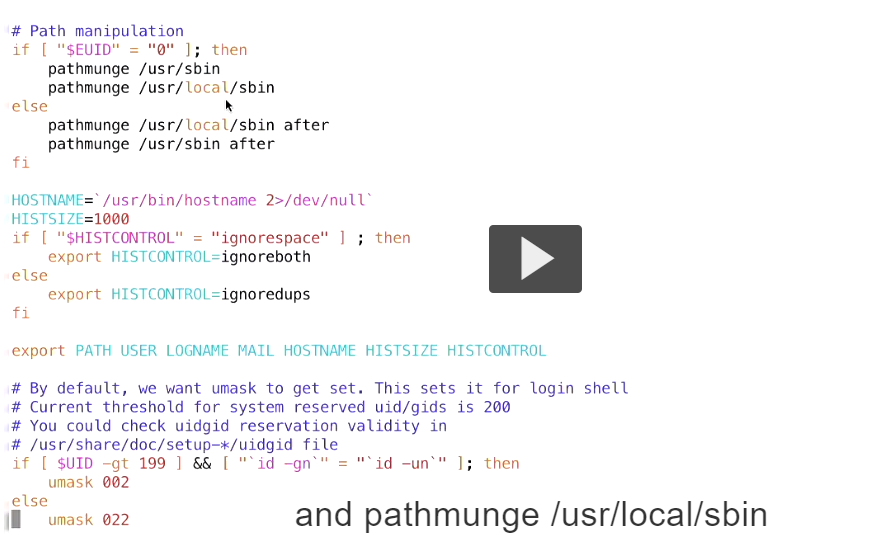 # Path manipulation
if [ "$EUID" = "0" ]; then
    pathmunge /usr/sbin
    pathmunge /usr/local/sbin
else
    pathmunge /usr/local/sbin after
    pathmunge /usr/sbin after
fi

HOSTNAME=`/usr/bin/hostname 2>/dev/null`
HISTSIZE=1000
if [ "$HISTCONTROL" = "ignorespace" ] ; then
    export HISTCONTROL=ignoreboth
else
    export HISTCONTROL=ignoredups
fi

export PATH USER LOGNAME MAIL HOSTNAME HISTSIZE HISTCONTROL

# By default, we want umask to get set. This sets it for login shell
# Current threshold for system reserved uid/gids is 200
# You could check uidgid reservation validity in
# /usr/share/doc/setup-*/uidgid file
if [ $UID -gt 199 ] && [ "`id -gn`" = "`id -un`" ]; then
    umask 002
else
    umask 022
and pathmunge /usr/local/sbin